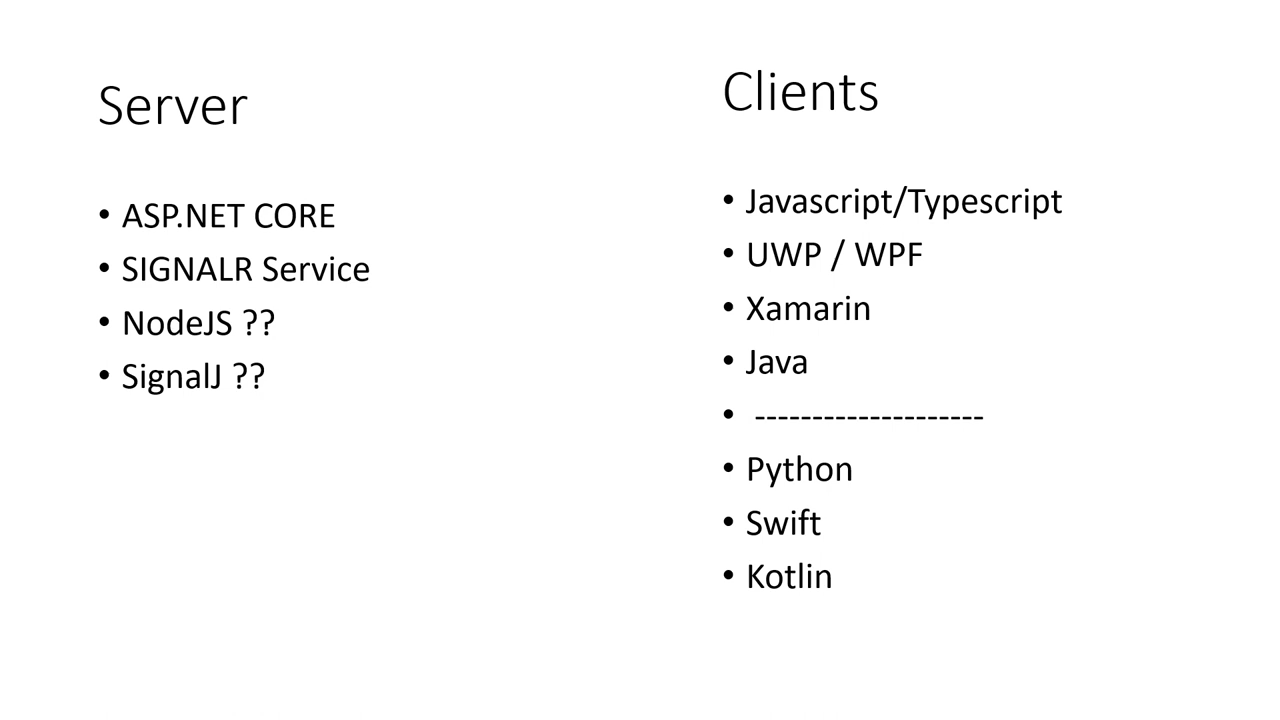 Server
• ASP.NET CORE
• SIGNALR Service
• NodeJS ??
• SignalJ ??
Clients
• Javascript/Typescript
• UWP / WPF
• Xamarin
• Java
• --------------------
• Python
• Swift
• Kotlin